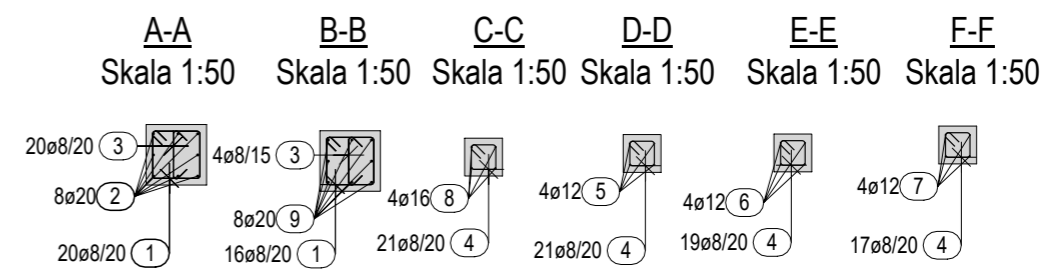 A-A B-B C-C D-D E-E F-F
Skala 1:50 Skala 1:50 Skala 1:50 Skala 1:50 Skala 1:50 Skala 1:50
20ø8/20 3
8ø20 2
20ø8/20 1
4ø8/15 3
8ø20 9
16ø8/20 1
4ø16 8
21ø8/20 4
4ø12 5
21ø8/20 4
4ø12 6
19ø8/20 4
4ø12 7
17ø8/20 4